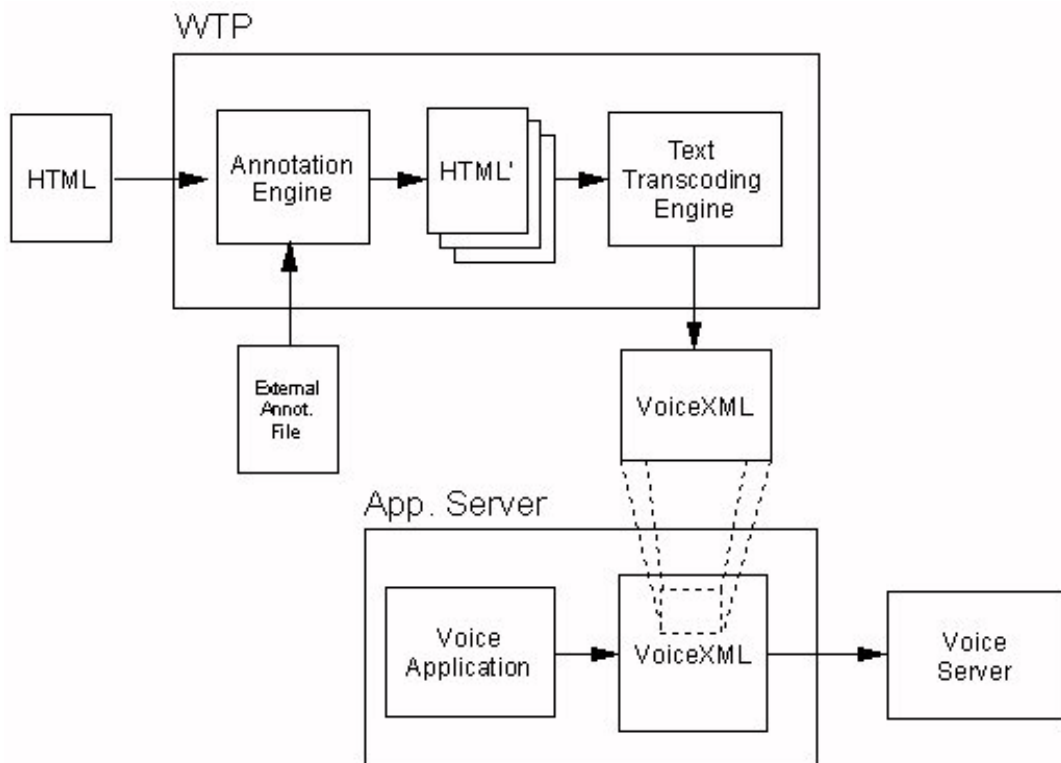 WTP
HTML
Annotation
Engine
HTML'
Text
Transcoding
Engine
External
Annot.
File
VoiceXML
App. Server
Voice
Application
VoiceXML
Voice
Server